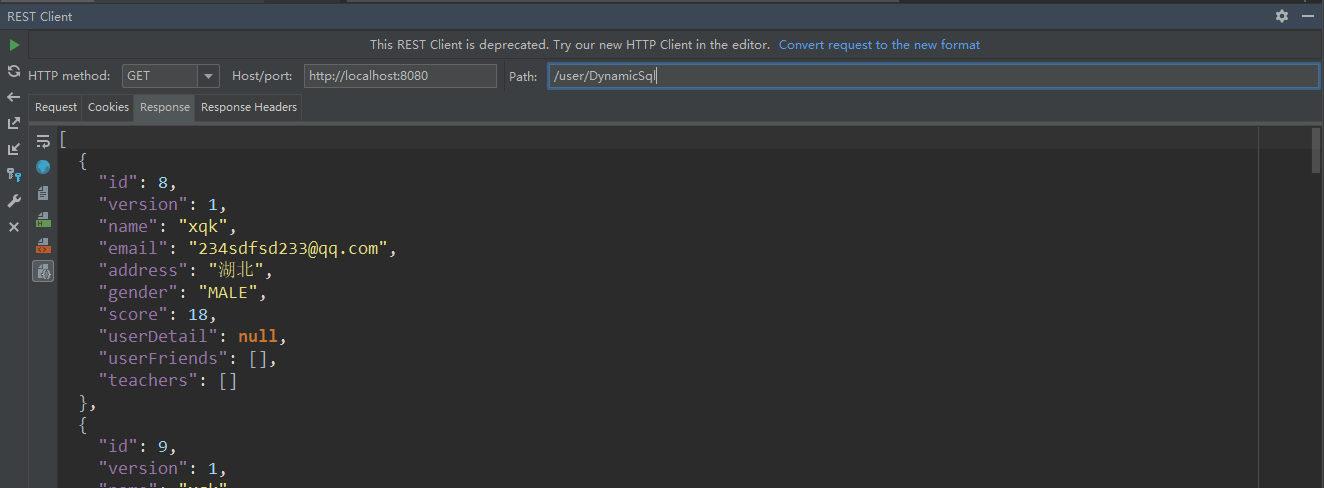 REST Client
This REST Client is deprecated. Try our new HTTP Client in the editor. Convert request to the new format
HTTP method: GET Host/port: http://localhost:8080 Path: /user/DynamicSql
Request Cookies Response Response Headers
[
{
"id": 8,
"version": 1,
"name": "xqk",
"email": "234sdfsd233@qq.com",
"address": "湖北",
"gender": "MALE",
"score": 18,
"userDetail": null,
"userFriends": [],
"teachers": []
},
{
"id": 9,
"version": 1,
"name": "xqk"